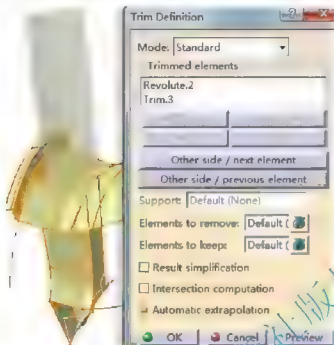 Trim Definition
Mode: Standard
Trimmed elements
Revolute.2
Trim.3
Other side / next element
Other side / previous element
Support: Default (None)
Elements to remove: Default (
Elements to keep: Default (
Result simplification
Intersection computation
Automatic extrapolation
OK Cancel Preview